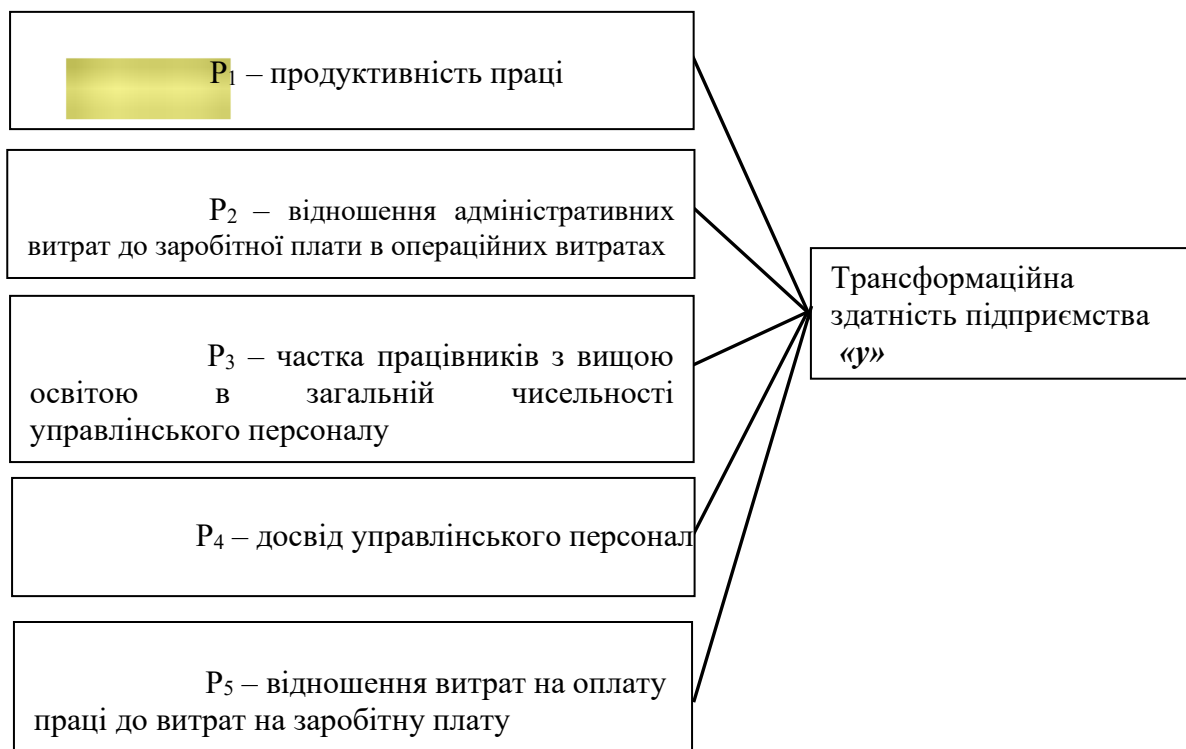 P₁ – продуктивність праці
P₂ – відношення адміністративних
витрат до заробітної плати в операційних витратах
P₃ – частка працівників з вищою
освітою в загальній чисельності
управлінського персоналу
P₄ – досвід управлінського персонал
P₅ – відношення витрат на оплату
праці до витрат на заробітну плату
Трансформаційна
здатність підприємства
«у»